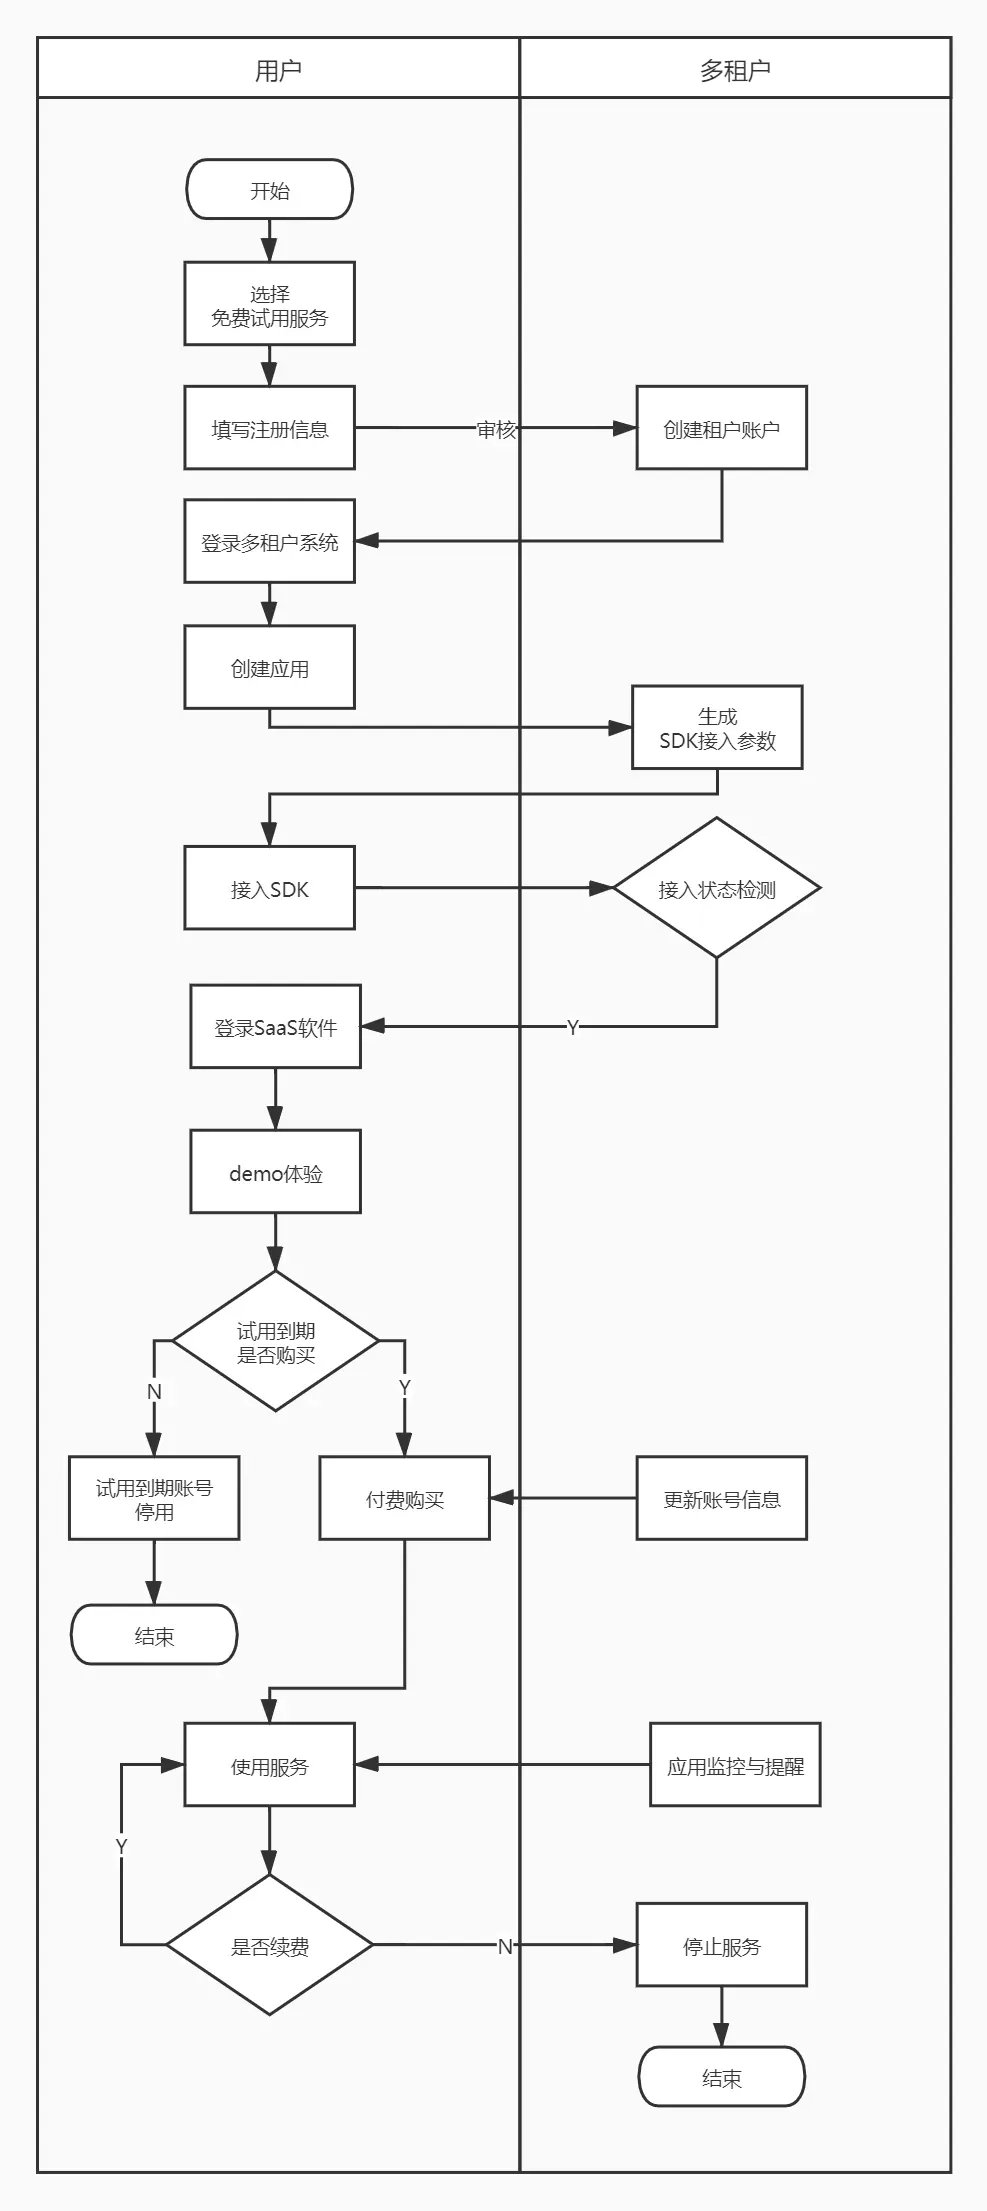 用户
多租户
开始
选择
免费试用服务
填写注册信息
审核
创建租户账户
登录多租户系统
创建应用
生成
SDK接入参数
接入SDK
接入状态检测
登录SaaS软件
Y
demo体验
试用到期
是否购买
N
Y
试用到期账号
停用
付费购买
更新账号信息
结束
使用服务
应用监控与提醒
Y
是否续费
N
停止服务
结束